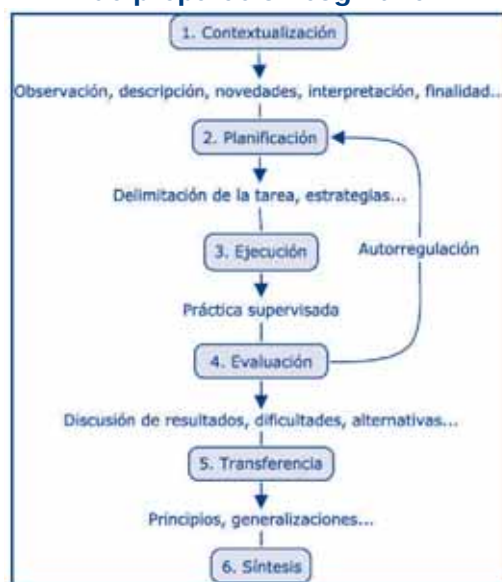 1. Contextualización
Observación, descripción, novedades, interpretación, finalidad...
2. Planificación
Delimitación de la tarea, estrategias...
3. Ejecución
Autorregulación
Práctica supervisada
4. Evaluación
Discusión de resultados, dificultades, alternativas...
5. Transferencia
Principios, generalizaciones...
6. Síntesis